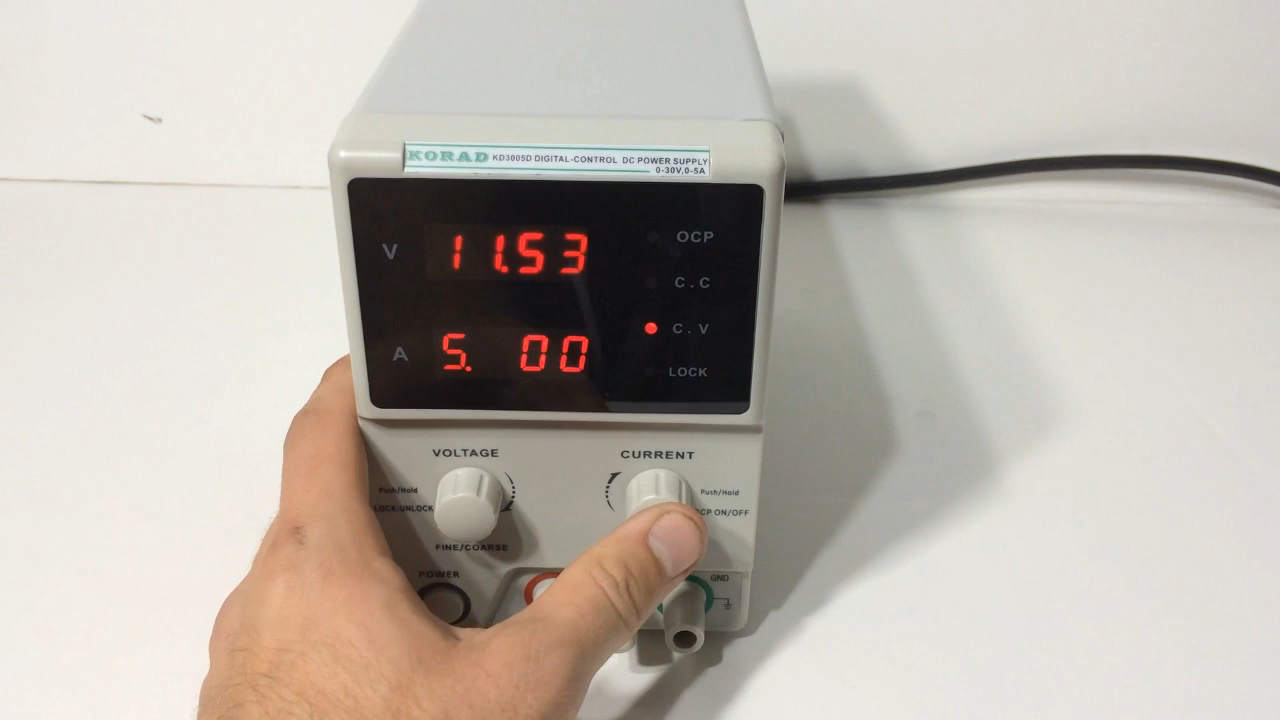 KORAD KD3005D DIGITAL-CONTROL DC POWER SUPPLY
0-30V,0-5A
V 11.53
OCP
C.C
C.V
A 5. 00
LOCK
VOLTAGE
CURRENT
Push/Hold
Push/Hold
LOCK/UNLOCK
ON/OFF
FINE/COARSE
POWER
GND